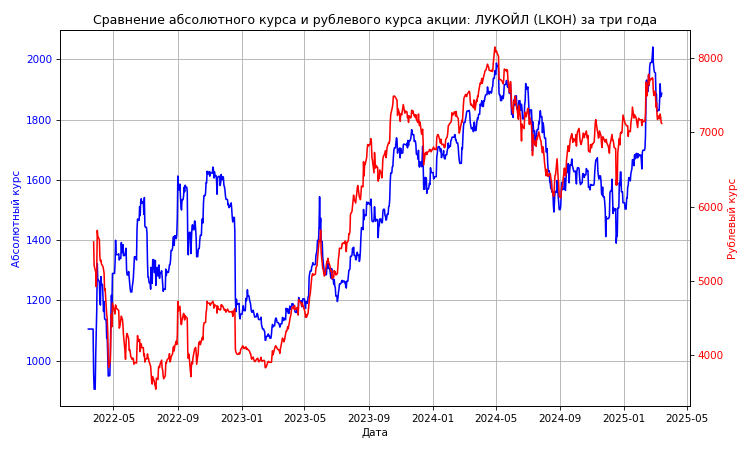 Сравнение абсолютного курса и рублевого курса акции: ЛУКОЙЛ (LKOH) за три года
2000
1800
1600
1400
1200
1000
Абсолютный курс
8000
7000
6000
5000
4000
Рублевый курс
2022-05 2022-09 2023-01 2023-05 2023-09 2024-01 2024-05 2024-09 2025-01 2025-05
Дата